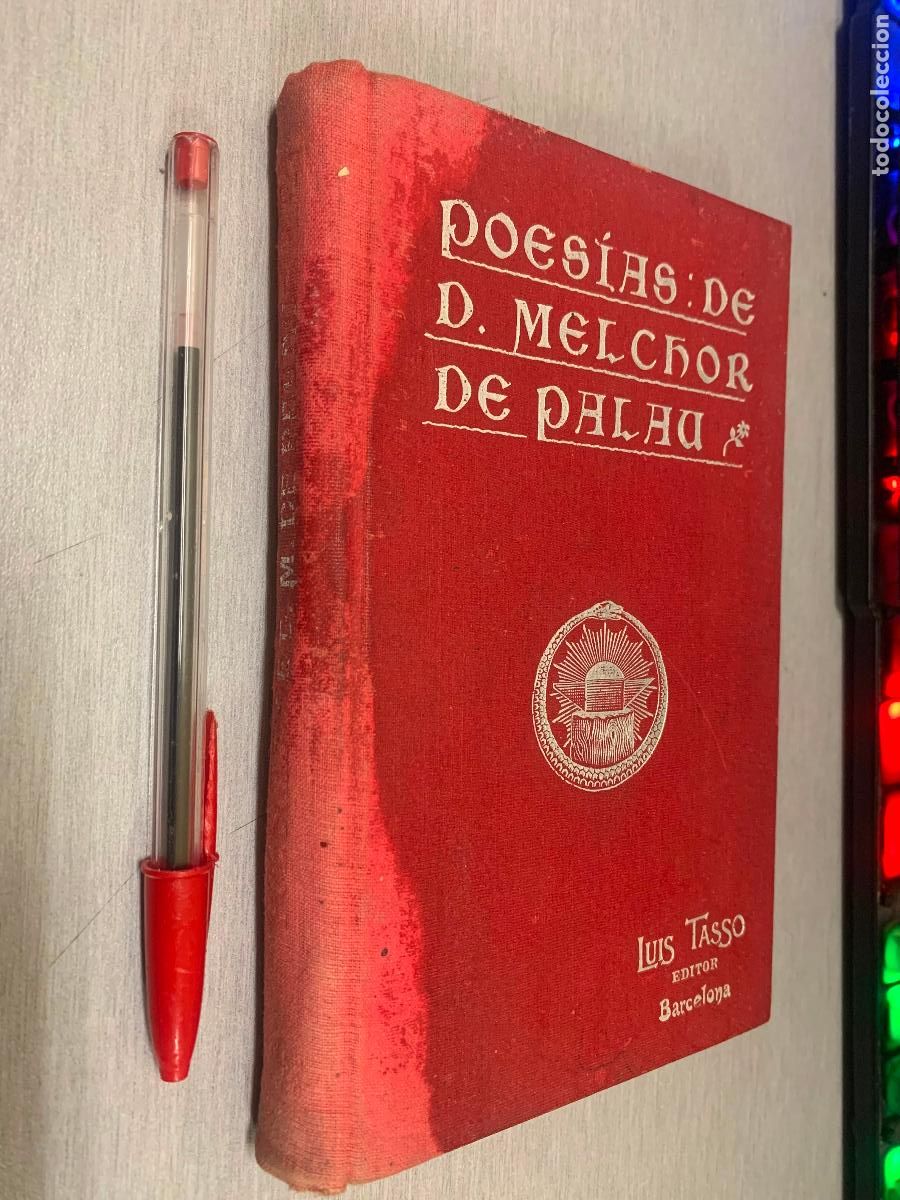 POESÍAS: DE
D. MELCHOR
DE PALAU
LUIS TASSO
EDITOR
Barcelona
todocoleccion